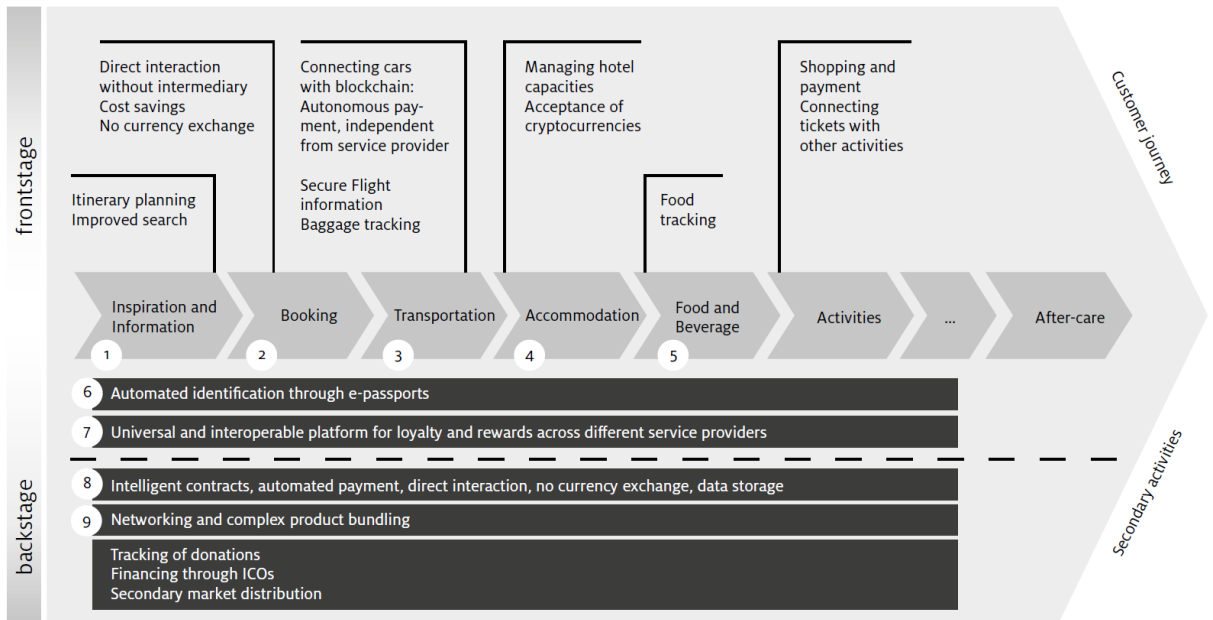 frontstage
backstage
Customer journey
Secondary activities
Direct interaction
without intermediary
Cost savings
No currency exchange
Connecting cars
with blockchain:
Autonomous pay-
ment, independent
from service provider
Secure Flight
information
Baggage tracking
Managing hotel
capacities
Acceptance of
cryptocurrencies
Shopping and
payment
Connecting
tickets with
other activities
Itinerary planning
Improved search
Food
tracking
Inspiration and
Information
Booking
Transportation
Accommodation
Food and
Beverage
Activities
...
After-care
1
2
3
4
5
6 Automated identification through e-passports
7 Universal and interoperable platform for loyalty and rewards across different service providers
8 Intelligent contracts, automated payment, direct interaction, no currency exchange, data storage
9 Networking and complex product bundling
Tracking of donations
Financing through ICOs
Secondary market distribution